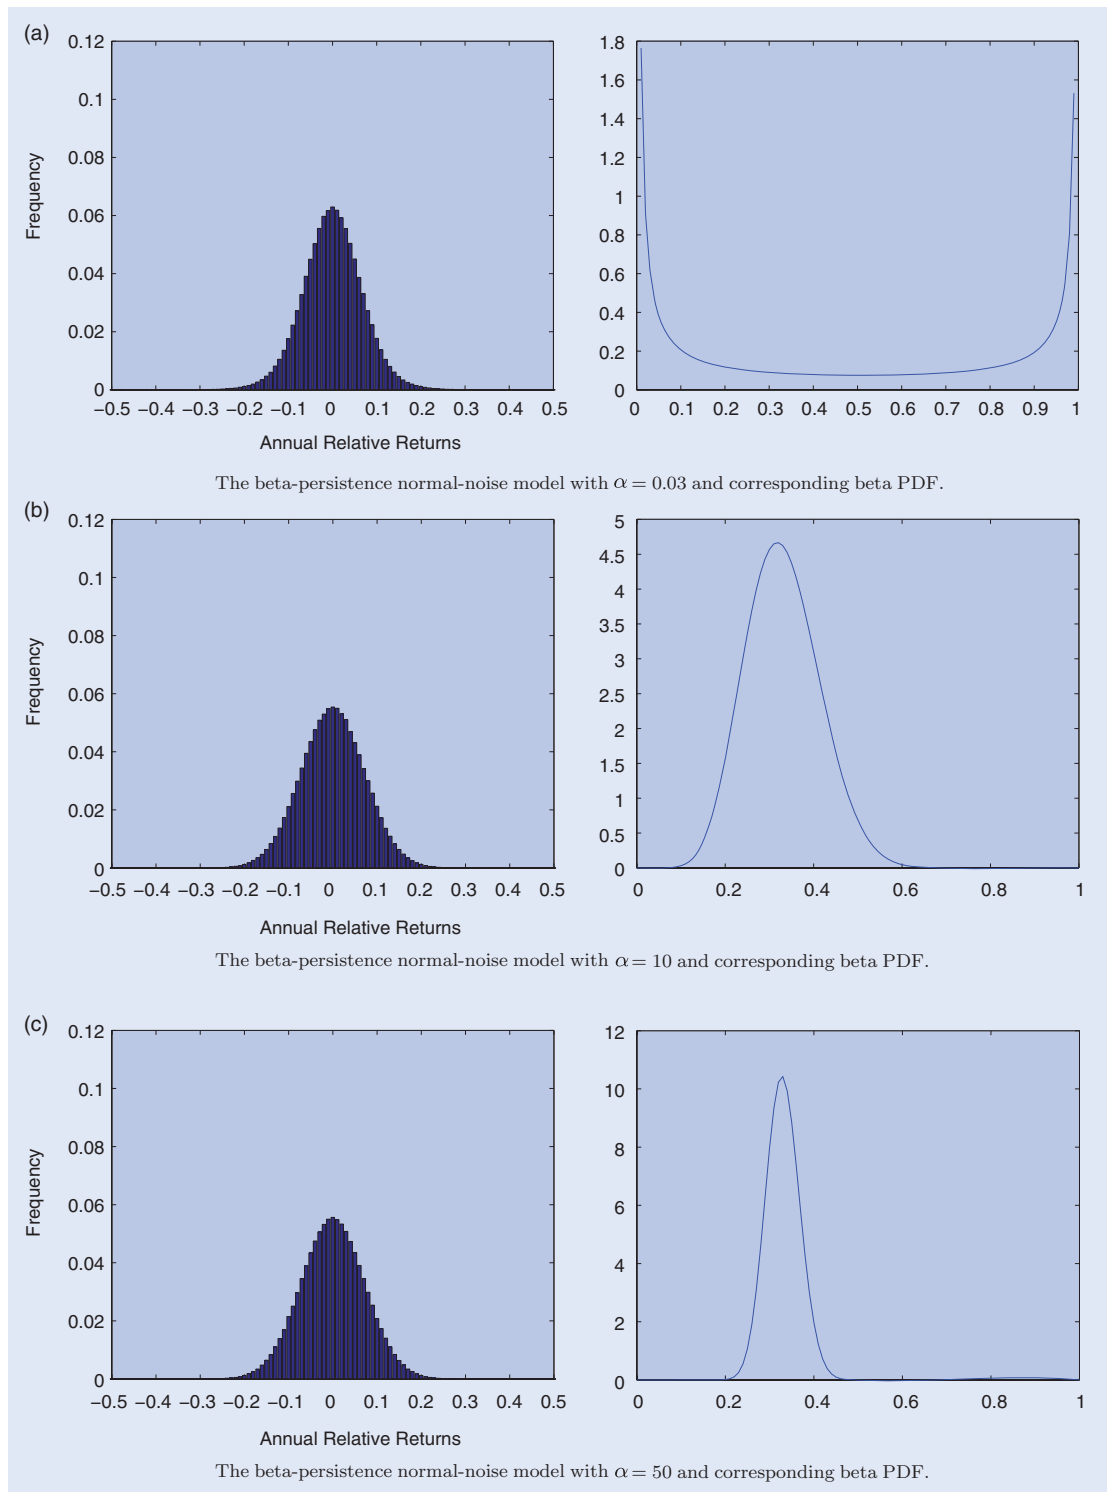 (a)
0.12
0.1
0.08
0.06
0.04
0.02
0
Frequency
−0.5 −0.4 −0.3 −0.2 −0.1 0 0.1 0.2 0.3 0.4 0.5
Annual Relative Returns
1.8
1.6
1.4
1.2
1.0
0.8
0.6
0.4
0.2
0
0 0.1 0.2 0.3 0.4 0.5 0.6 0.7 0.8 0.9 1
The beta-persistence normal-noise model with α = 0.03 and corresponding beta PDF.
(b)
0.12
0.1
0.08
0.06
0.04
0.02
0
Frequency
−0.5 −0.4 −0.3 −0.2 −0.1 0 0.1 0.2 0.3 0.4 0.5
Annual Relative Returns
5
4.5
4
3.5
3
2.5
2
1.5
1
0.5
0
0 0.2 0.4 0.6 0.8 1
The beta-persistence normal-noise model with α = 10 and corresponding beta PDF.
(c)
0.12
0.1
0.08
0.06
0.04
0.02
0
Frequency
−0.5 −0.4 −0.3 −0.2 −0.1 0 0.1 0.2 0.3 0.4 0.5
Annual Relative Returns
12
10
8
6
4
2
0
0 0.2 0.4 0.6 0.8 1
The beta-persistence normal-noise model with α = 50 and corresponding beta PDF.